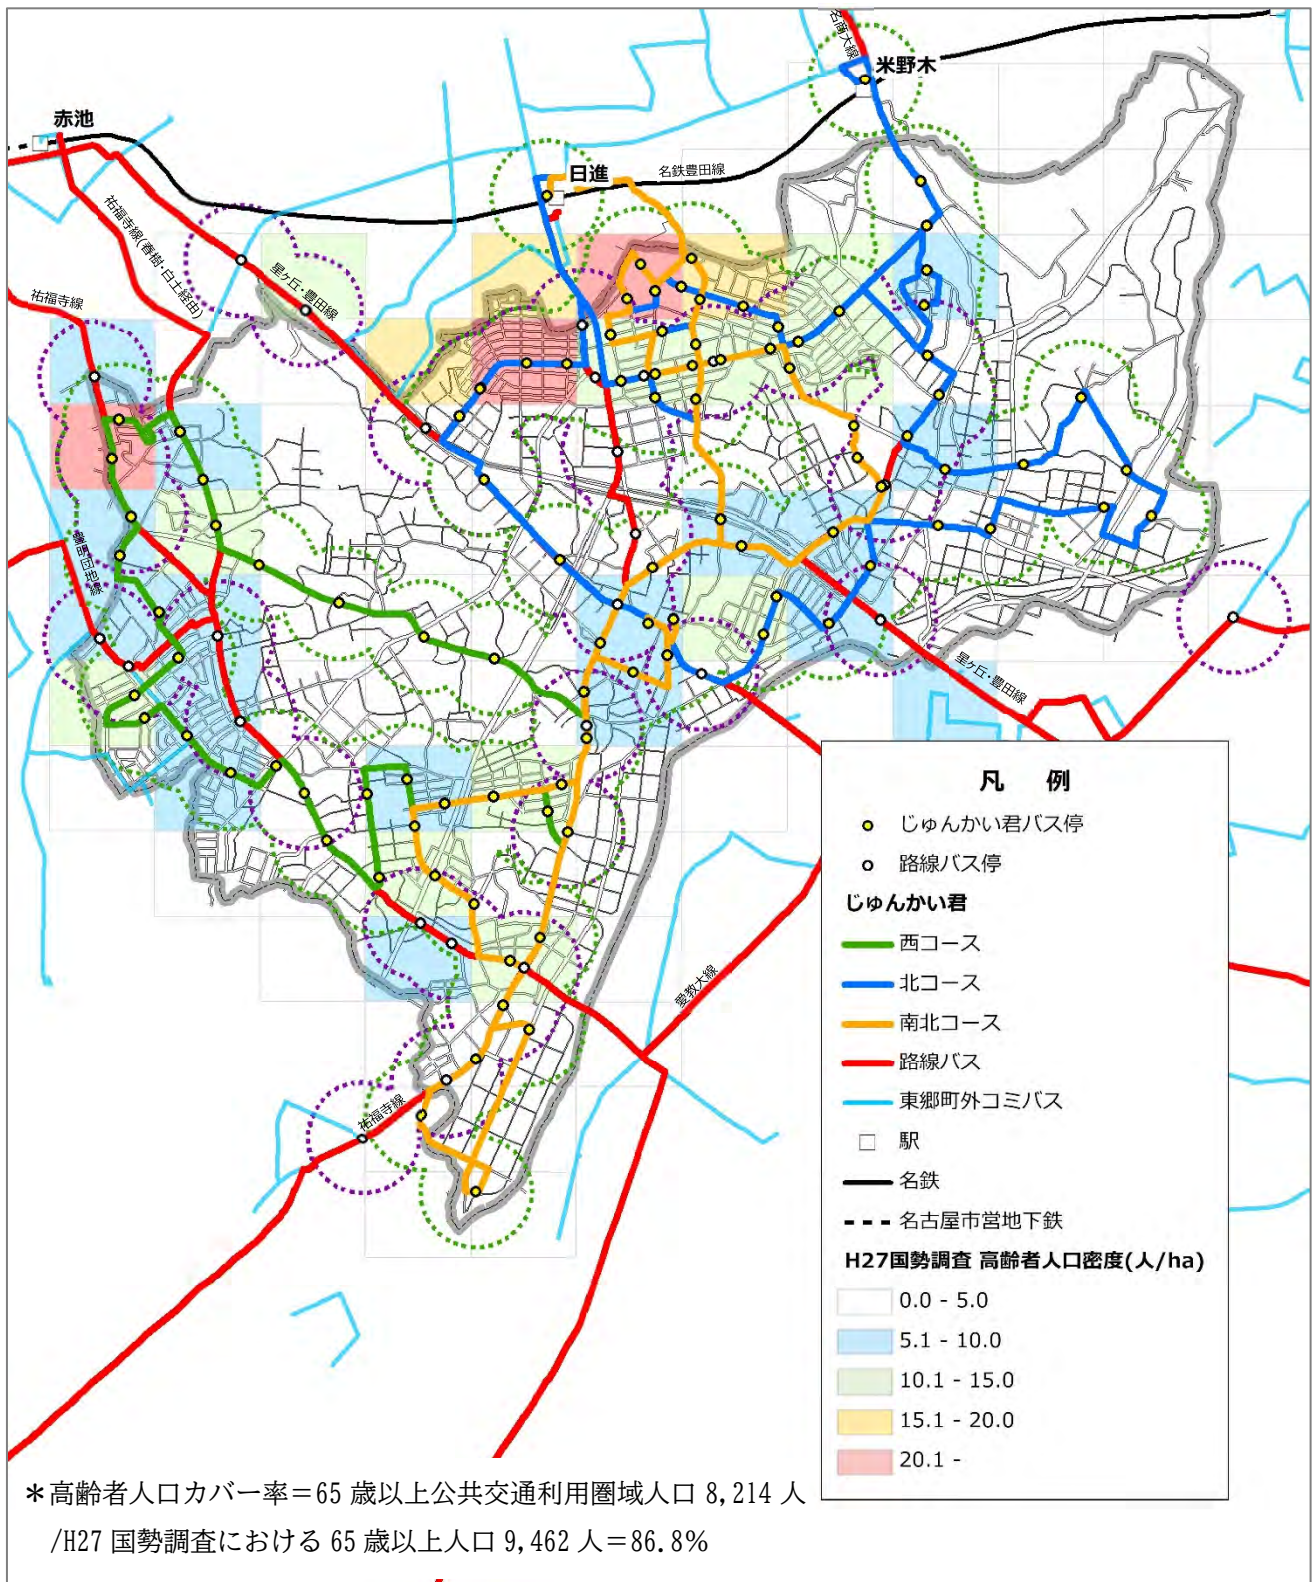 名商大線
米野木
赤池
日進
名鉄豊田線
祐福寺線(春樹・白土経由)
星ヶ丘・豊田線
祐福寺線
豊明団地線
星ヶ丘・豊田線
愛教大線
祐福寺線
凡 例
じゅんかい君バス停
路線バス停
じゅんかい君
西コース
北コース
南北コース
路線バス
東郷町外コミバス
駅
名鉄
名古屋市営地下鉄
H27国勢調査 高齢者人口密度(人/ha)
0.0 - 5.0
5.1 - 10.0
10.1 - 15.0
15.1 - 20.0
20.1 -
＊高齢者人口カバー率＝65 歳以上公共交通利用圏域人口 8,214 人
/H27 国勢調査における 65 歳以上人口 9,462 人＝86.8%